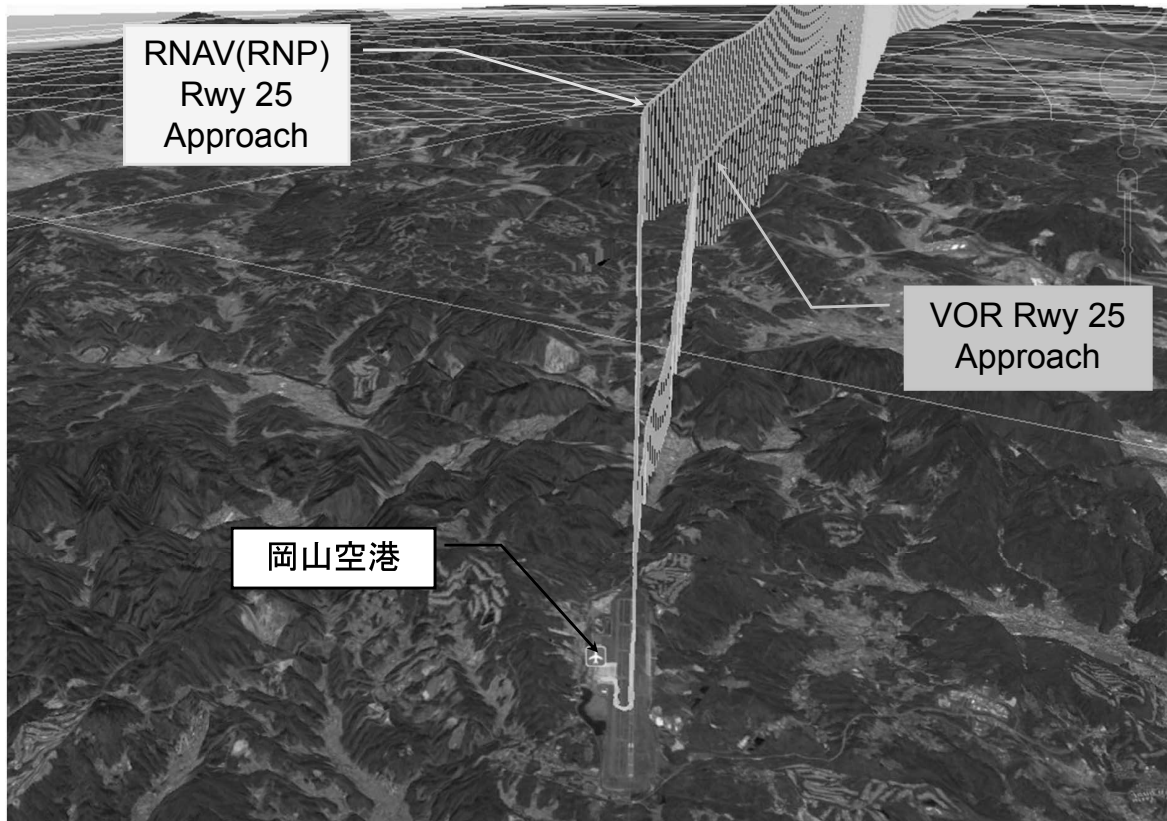 RNAV(RNP)
Rwy 25
Approach
VOR Rwy 25
Approach
岡山空港